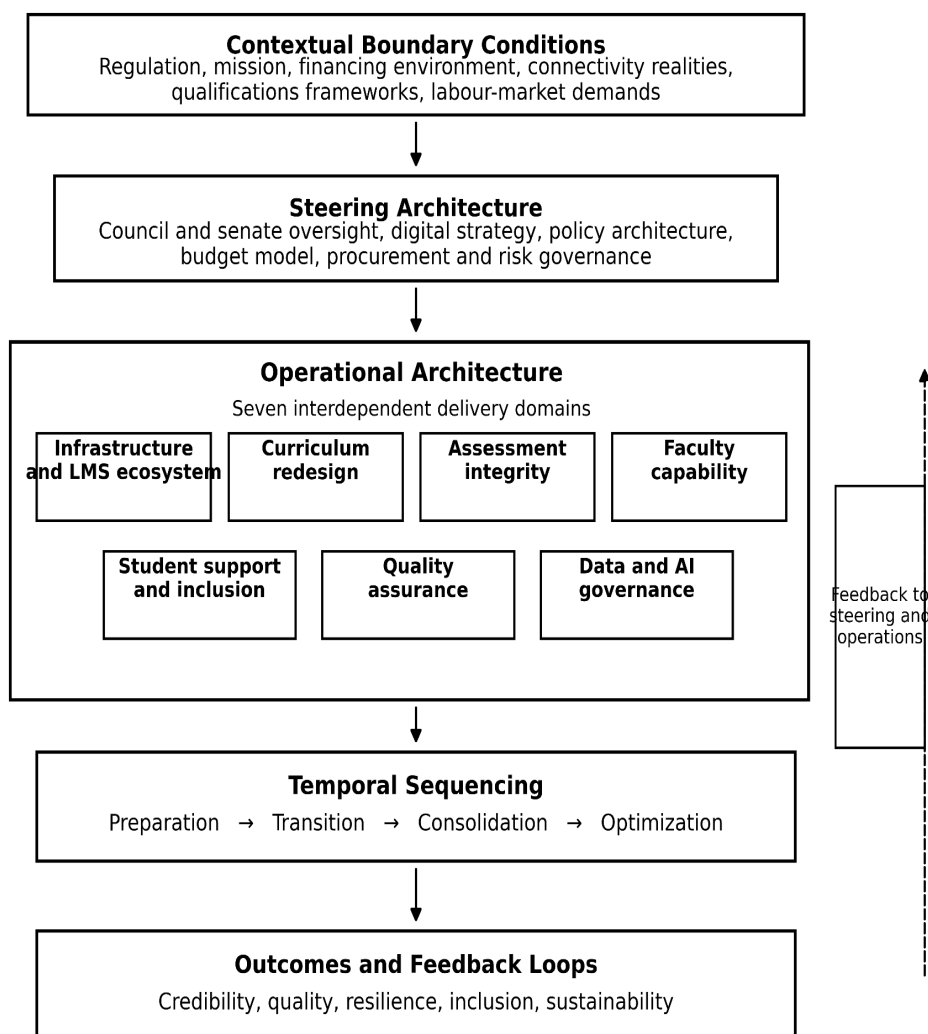 Contextual Boundary Conditions
Regulation, mission, financing environment, connectivity realities,
qualifications frameworks, labour-market demands
Steering Architecture
Council and senate oversight, digital strategy, policy architecture,
budget model, procurement and risk governance
Operational Architecture
Seven interdependent delivery domains
Infrastructure
and LMS ecosystem
Curriculum
redesign
Assessment
integrity
Faculty
capability
Student support
and inclusion
Quality
assurance
Data and AI
governance
Feedback to
steering and
operations
Temporal Sequencing
Preparation → Transition → Consolidation → Optimization
Outcomes and Feedback Loops
Credibility, quality, resilience, inclusion, sustainability